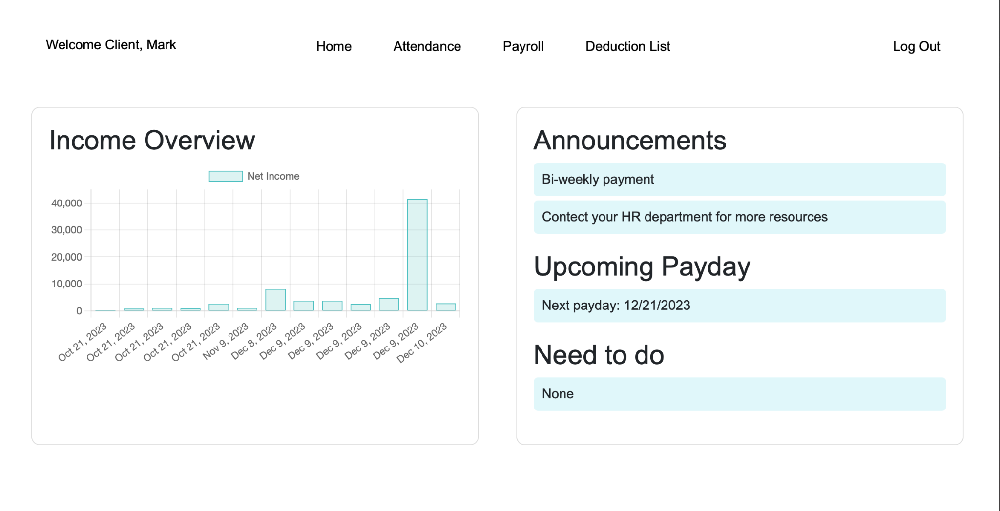 Welcome Client, Mark
Home
Attendance
Payroll
Deduction List
Log Out
Income Overview
Net Income
40,000
30,000
20,000
10,000
0
Oct 21, 2023
Oct 21, 2023
Oct 21, 2023
Oct 21, 2023
Oct 21, 2023
Nov 9, 2023
Dec 8, 2023
Dec 9, 2023
Dec 9, 2023
Dec 9, 2023
Dec 9, 2023
Dec 9, 2023
Dec 10, 2023
Announcements
Bi-weekly payment
Contect your HR department for more resources
Upcoming Payday
Next payday: 12/21/2023
Need to do
None